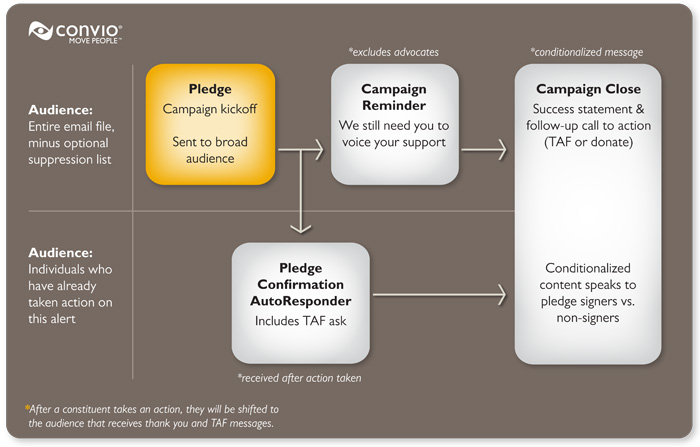 CONVIO
MOVE PEOPLE™
*excludes advocates
*conditionalized message
Audience:
Entire email file,
minus optional
suppression list
Pledge
Campaign kickoff
Sent to broad
audience
Campaign
Reminder
We still need you to
voice your support
Campaign Close
Success statement &
follow-up call to action
(TAF or donate)
Audience:
Individuals who
have already
taken action on
this alert
Pledge
Confirmation
AutoResponder
Includes TAF ask
Conditionalized
content speaks to
pledge signers vs.
non-signers
*received after action taken
*After a constituent takes an action, they will be shifted to
the audience that receives thank you and TAF messages.